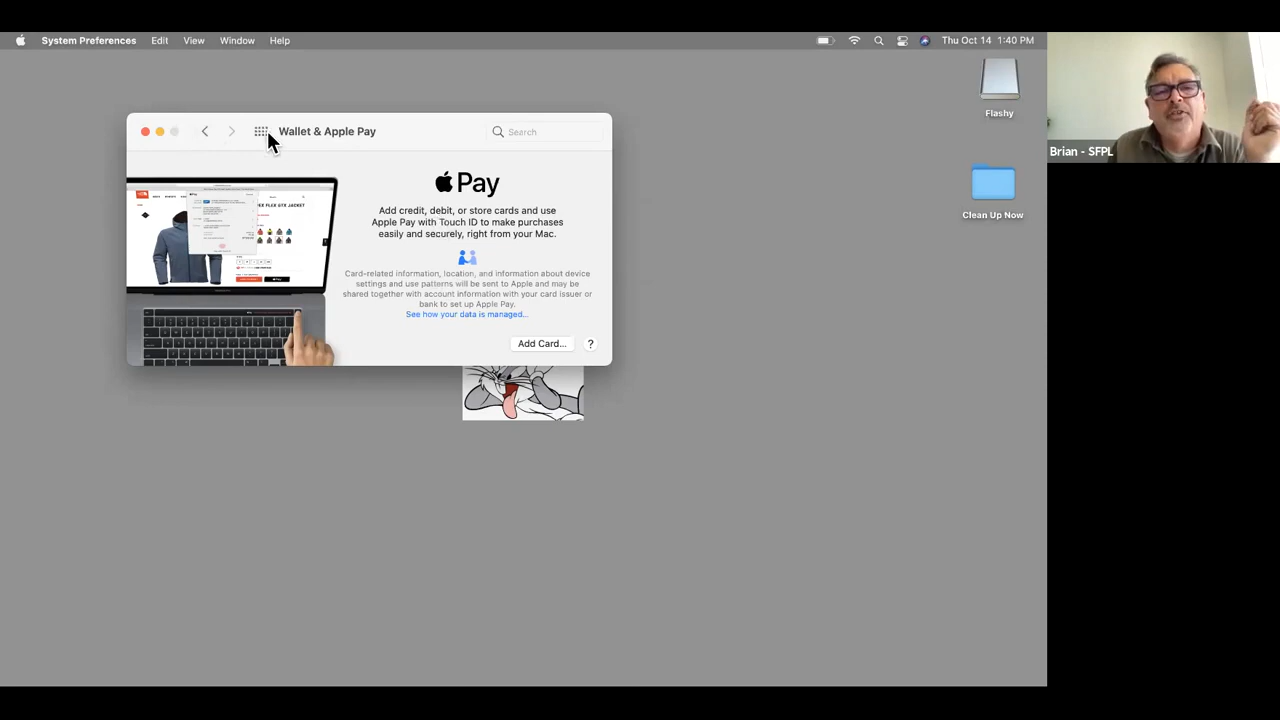 System Preferences Edit View Window Help Thu Oct 14 1:40 PM
Flashy
Clean Up Now
Brian - SFPL
Wallet & Apple Pay Search
Pay
Add credit, debit, or store cards and use
Apple Pay with Touch ID to make purchases
easily and securely, right from your Mac.
Card-related information, location, and information about device
settings and use patterns will be sent to Apple and may be
shared together with account information with your card issuer or
bank to set up Apple Pay.
See how your data is managed...
Add Card... ?